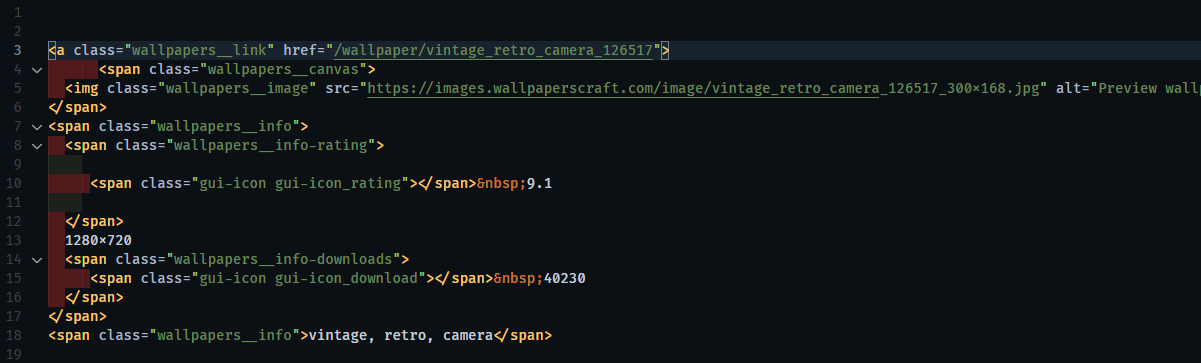 1
2
3 <a class="wallpapers__link" href="/wallpaper/vintage_retro_camera_126517">
4 <span class="wallpapers__canvas">
5 <img class="wallpapers__image" src="https://images.wallpaperscraft.com/image/vintage_retro_camera_126517_300×168.jpg" alt="Preview wallp
6 </span>
7 <span class="wallpapers__info">
8 <span class="wallpapers__info-rating">
9
10 <span class="gui-icon gui-icon_rating"></span>&nbsp;9.1
11
12 </span>
13 1280×720
14 <span class="wallpapers__info-downloads">
15 <span class="gui-icon gui-icon_download"></span>&nbsp;40230
16 </span>
17 </span>
18 <span class="wallpapers__info">vintage, retro, camera</span>
19